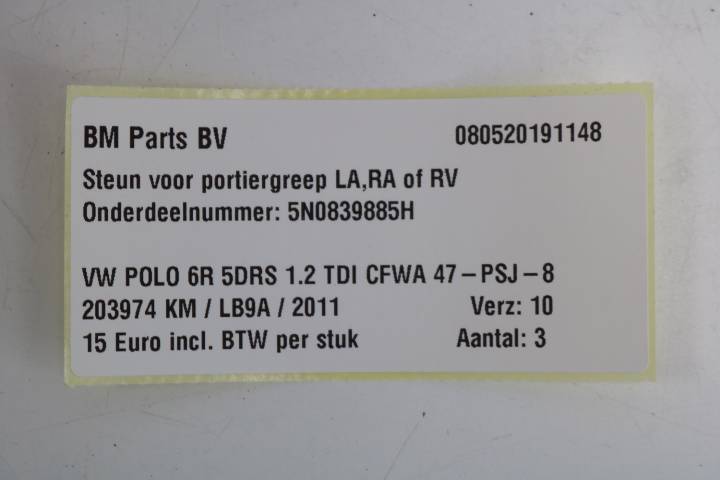 BM Parts BV 080520191148
Steun voor portiergreep LA,RA of RV
Onderdeelnummer: 5N0839885H
VW POLO 6R 5DRS 1.2 TDI CFWA 47-PSJ-8
203974 KM / LB9A / 2011 Verz: 10
15 Euro incl. BTW per stuk Aantal: 3